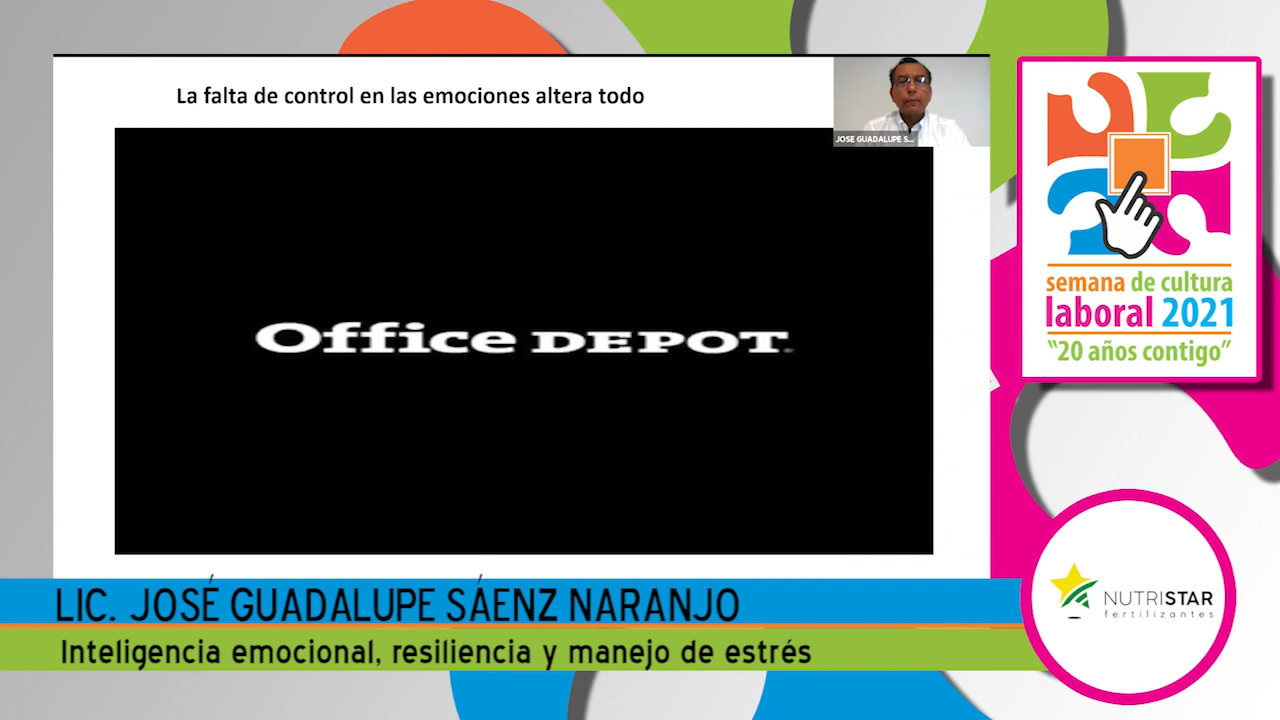 La falta de control en las emociones altera todo
JOSE GUADALUPE S...
Office DEPOT.
semana de cultura
laboral 2021
“20 años contigo”
NUTRISTAR
fertilizantes
LIC. JOSÉ GUADALUPE SÁENZ NARANJO
Inteligencia emocional, resiliencia y manejo de estrés